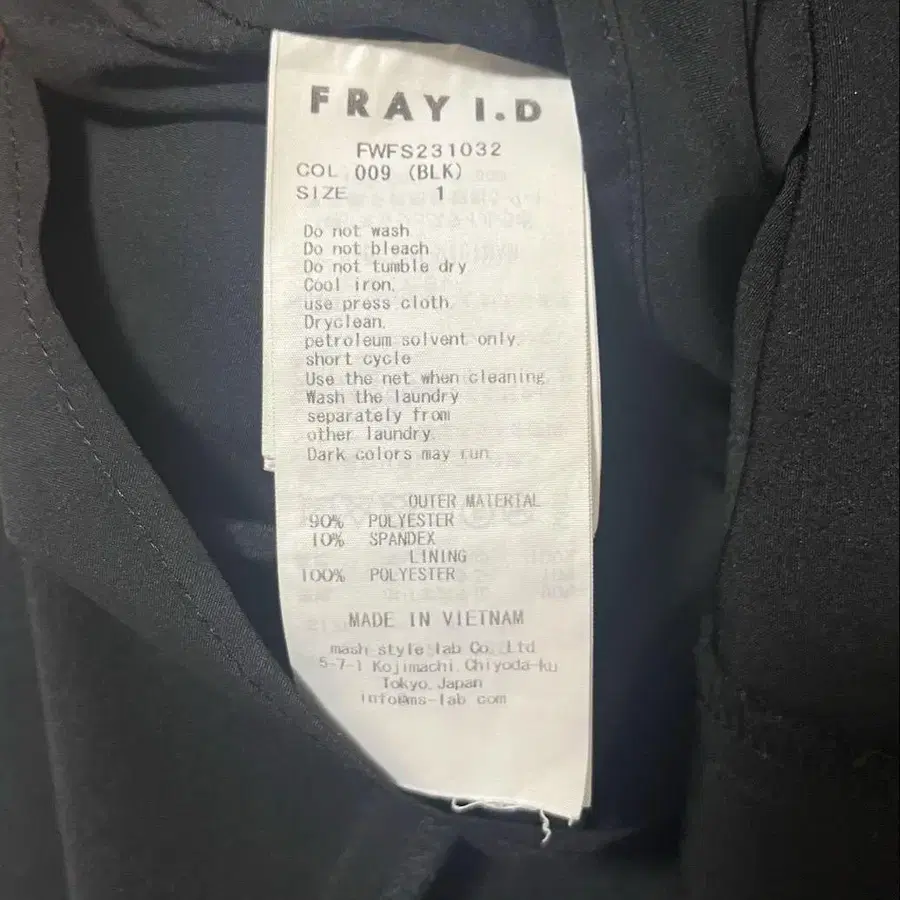 FRAY I.D
FWFS231032
COL 009 (BLK)
SIZE 1
Do not wash
Do not bleach
Do not tumble dry
Cool iron.
use press cloth.
Dryclean.
petroleum solvent only.
short cycle
Use the net when cleaning.
Wash the laundry
separately from
other laundry.
Dark colors may run.
OUTER MATERIAL
90% POLYESTER
10% SPANDEX
LINING
100% POLYESTER
MADE IN VIETNAM
mash style lab Co., Ltd
5-7-1 Kojimachi, Chiyoda-ku
Tokyo, Japan
info@ms-lab.com